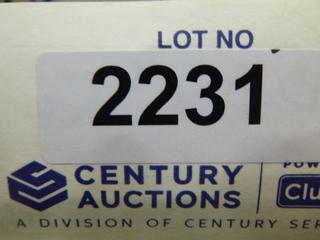 LOT NO
2231
CENTURY
AUCTIONS
A DIVISION OF CENTURY